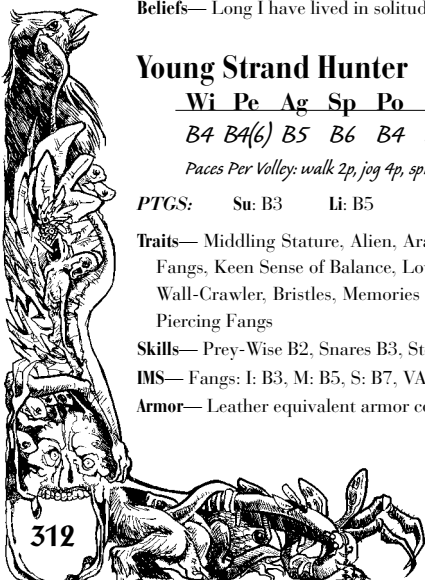 Beliefs— Long I have lived in solitud
Young Strand Hunter
Wi Pe Ag Sp Po
B4 B4(6) B5 B6 B4
Paces Per Volley: walk 2p, jog 4p, sp
PTGS: Su: B3 Li: B5
Traits— Middling Stature, Alien, Ara
Fangs, Keen Sense of Balance, Lo
Wall-Crawler, Bristles, Memories
Piercing Fangs
Skills— Prey-Wise B2, Snares B3, St
IMS— Fangs: I: B3, M: B5, S: B7, VA
Armor— Leather equivalent armor c
312